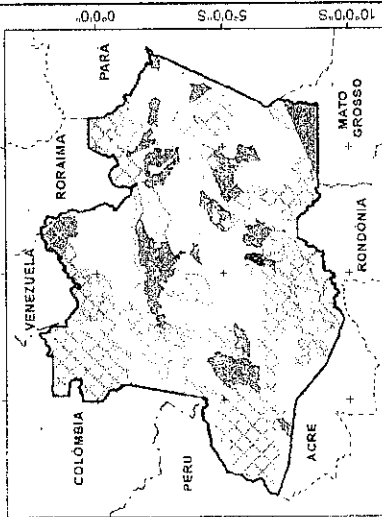 VENEZUELA
COLÔMBIA
RORAIMA
PARÁ
PERU
ACRE
RONDÔNIA
MATO
GROSSO
0°0'0"
5°0'0"S
10°0'0"S